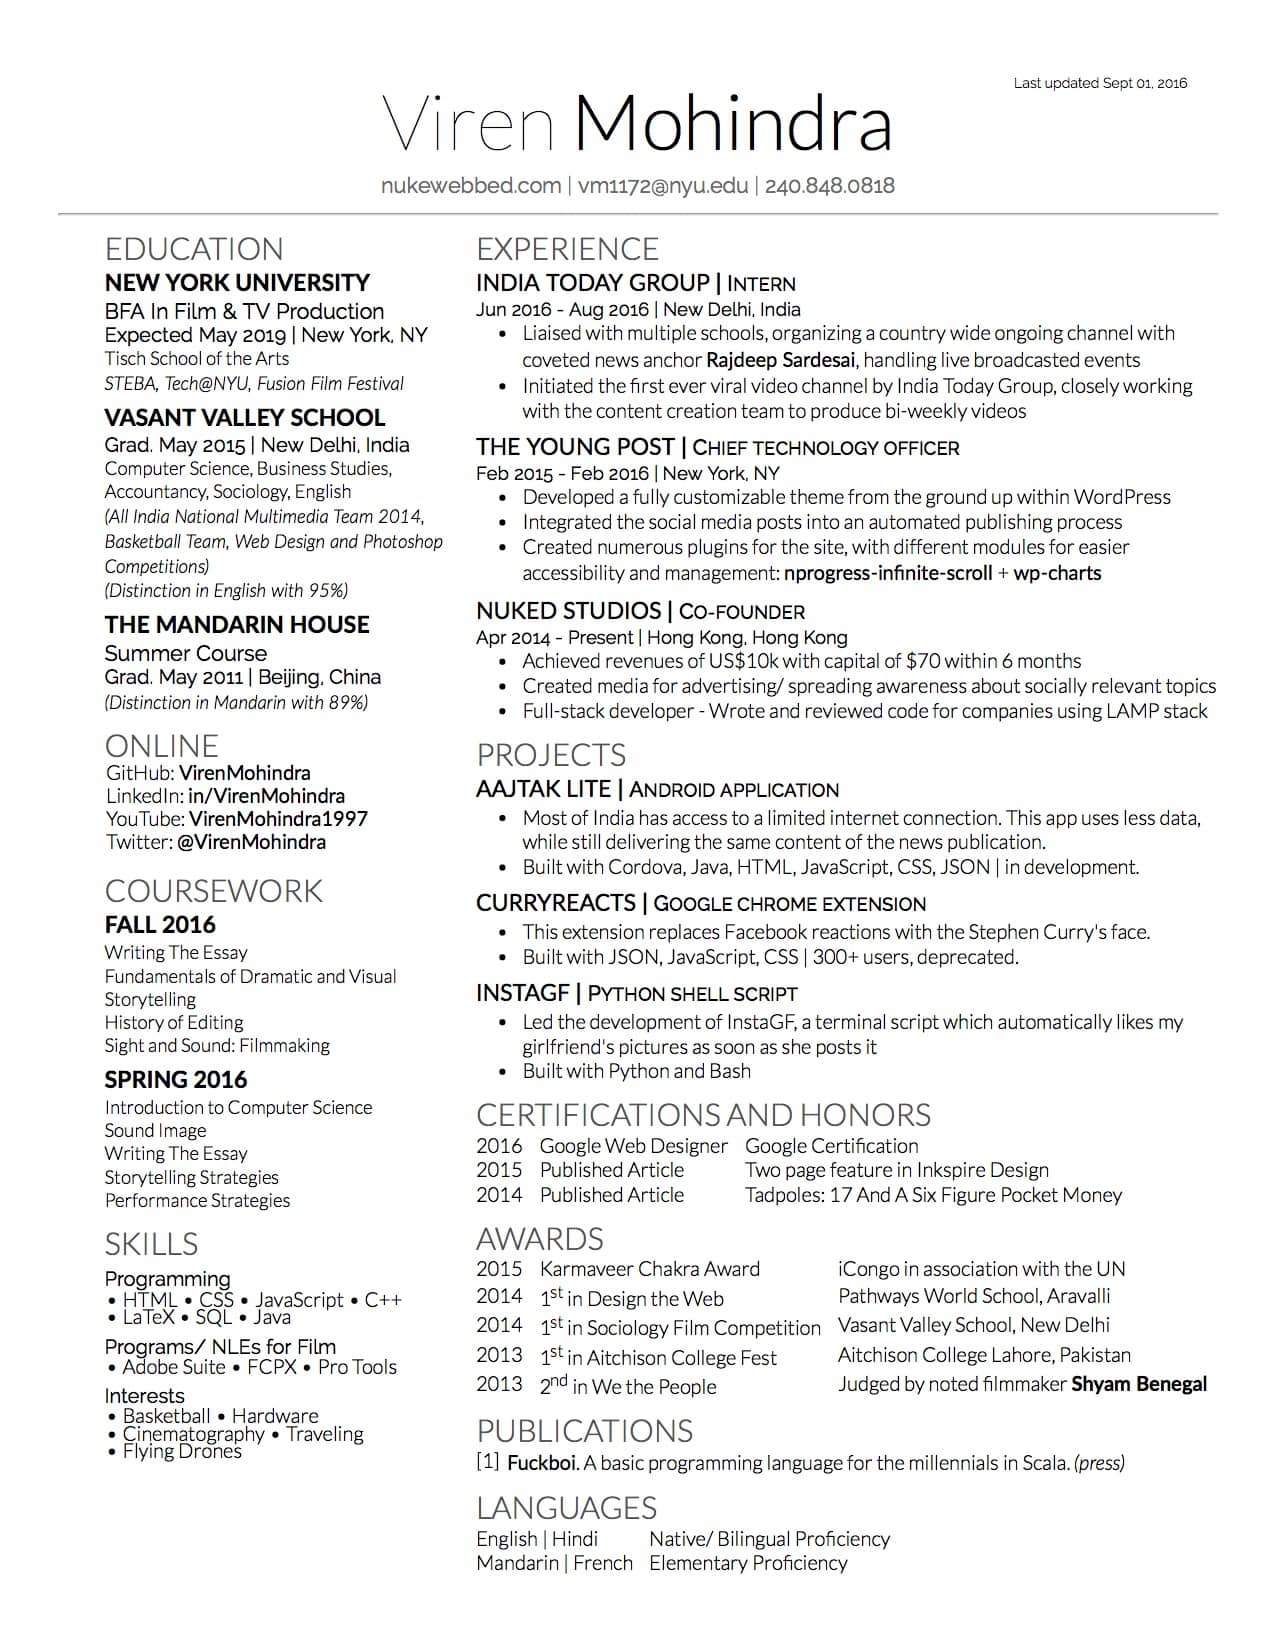 Last updated Sept 01, 2016
Viren Mohindra
nukewebbed.com | vm1172@nyu.edu | 240.848.0818
EDUCATION
NEW YORK UNIVERSITY
BFA In Film & TV Production
Expected May 2019 | New York, NY
Tisch School of the Arts
STEBA, Tech@NYU, Fusion Film Festival
VASANT VALLEY SCHOOL
Grad. May 2015 | New Delhi, India
Computer Science, Business Studies,
Accountancy, Sociology, English
(All India National Multimedia Team 2014,
Basketball Team, Web Design and Photoshop
Competitions)
(Distinction in English with 95%)
THE MANDARIN HOUSE
Summer Course
Grad. May 2011 | Beijing, China
(Distinction in Mandarin with 89%)
ONLINE
GitHub: VirenMohindra
LinkedIn: in/VirenMohindra
YouTube: VirenMohindra1997
Twitter: @VirenMohindra
COURSEWORK
FALL 2016
Writing The Essay
Fundamentals of Dramatic and Visual
Storytelling
History of Editing
Sight and Sound: Filmmaking
SPRING 2016
Introduction to Computer Science
Sound Image
Writing The Essay
Storytelling Strategies
Performance Strategies
SKILLS
Programming
• HTML • CSS • JavaScript • C++
• LaTeX • SQL • Java
Programs/ NLEs for Film
• Adobe Suite • FCPX • Pro Tools
Interests
• Basketball • Hardware
• Cinematography • Traveling
• Flying Drones
EXPERIENCE
INDIA TODAY GROUP | INTERN
Jun 2016 - Aug 2016 | New Delhi, India
• Liaised with multiple schools, organizing a country wide ongoing channel with
coveted news anchor Rajdeep Sardesai, handling live broadcasted events
• Initiated the first ever viral video channel by India Today Group, closely working
with the content creation team to produce bi-weekly videos
THE YOUNG POST | CHIEF TECHNOLOGY OFFICER
Feb 2015 - Feb 2016 | New York, NY
• Developed a fully customizable theme from the ground up within WordPress
• Integrated the social media posts into an automated publishing process
• Created numerous plugins for the site, with different modules for easier
accessibility and management: nprogress-infinite-scroll + wp-charts
NUKED STUDIOS | CO-FOUNDER
Apr 2014 - Present | Hong Kong, Hong Kong
• Achieved revenues of US$10k with capital of $70 within 6 months
• Created media for advertising/ spreading awareness about socially relevant topics
• Full-stack developer - Wrote and reviewed code for companies using LAMP stack
PROJECTS
AAJTAK LITE | ANDROID APPLICATION
• Most of India has access to a limited internet connection. This app uses less data,
while still delivering the same content of the news publication.
• Built with Cordova, Java, HTML, JavaScript, CSS, JSON | in development.
CURRYREACTS | GOOGLE CHROME EXTENSION
• This extension replaces Facebook reactions with the Stephen Curry's face.
• Built with JSON, JavaScript, CSS | 300+ users, deprecated.
INSTAGF | PYTHON SHELL SCRIPT
• Led the development of InstaGF, a terminal script which automatically likes my
girlfriend's pictures as soon as she posts it
• Built with Python and Bash
CERTIFICATIONS AND HONORS
2016 Google Web Designer Google Certification
2015 Published Article Two page feature in Inkspire Design
2014 Published Article Tadpoles: 17 And A Six Figure Pocket Money
AWARDS
2015 Karmaveer Chakra Award iCongo in association with the UN
2014 1st in Design the Web Pathways World School, Aravalli
2014 1st in Sociology Film Competition Vasant Valley School, New Delhi
2013 1st in Aitchison College Fest Aitchison College Lahore, Pakistan
2013 2nd in We the People Judged by noted filmmaker Shyam Benegal
PUBLICATIONS
[1] Fuckboi. A basic programming language for the millennials in Scala. (press)
LANGUAGES
English | Hindi Native/ Bilingual Proficiency
Mandarin | French Elementary Proficiency